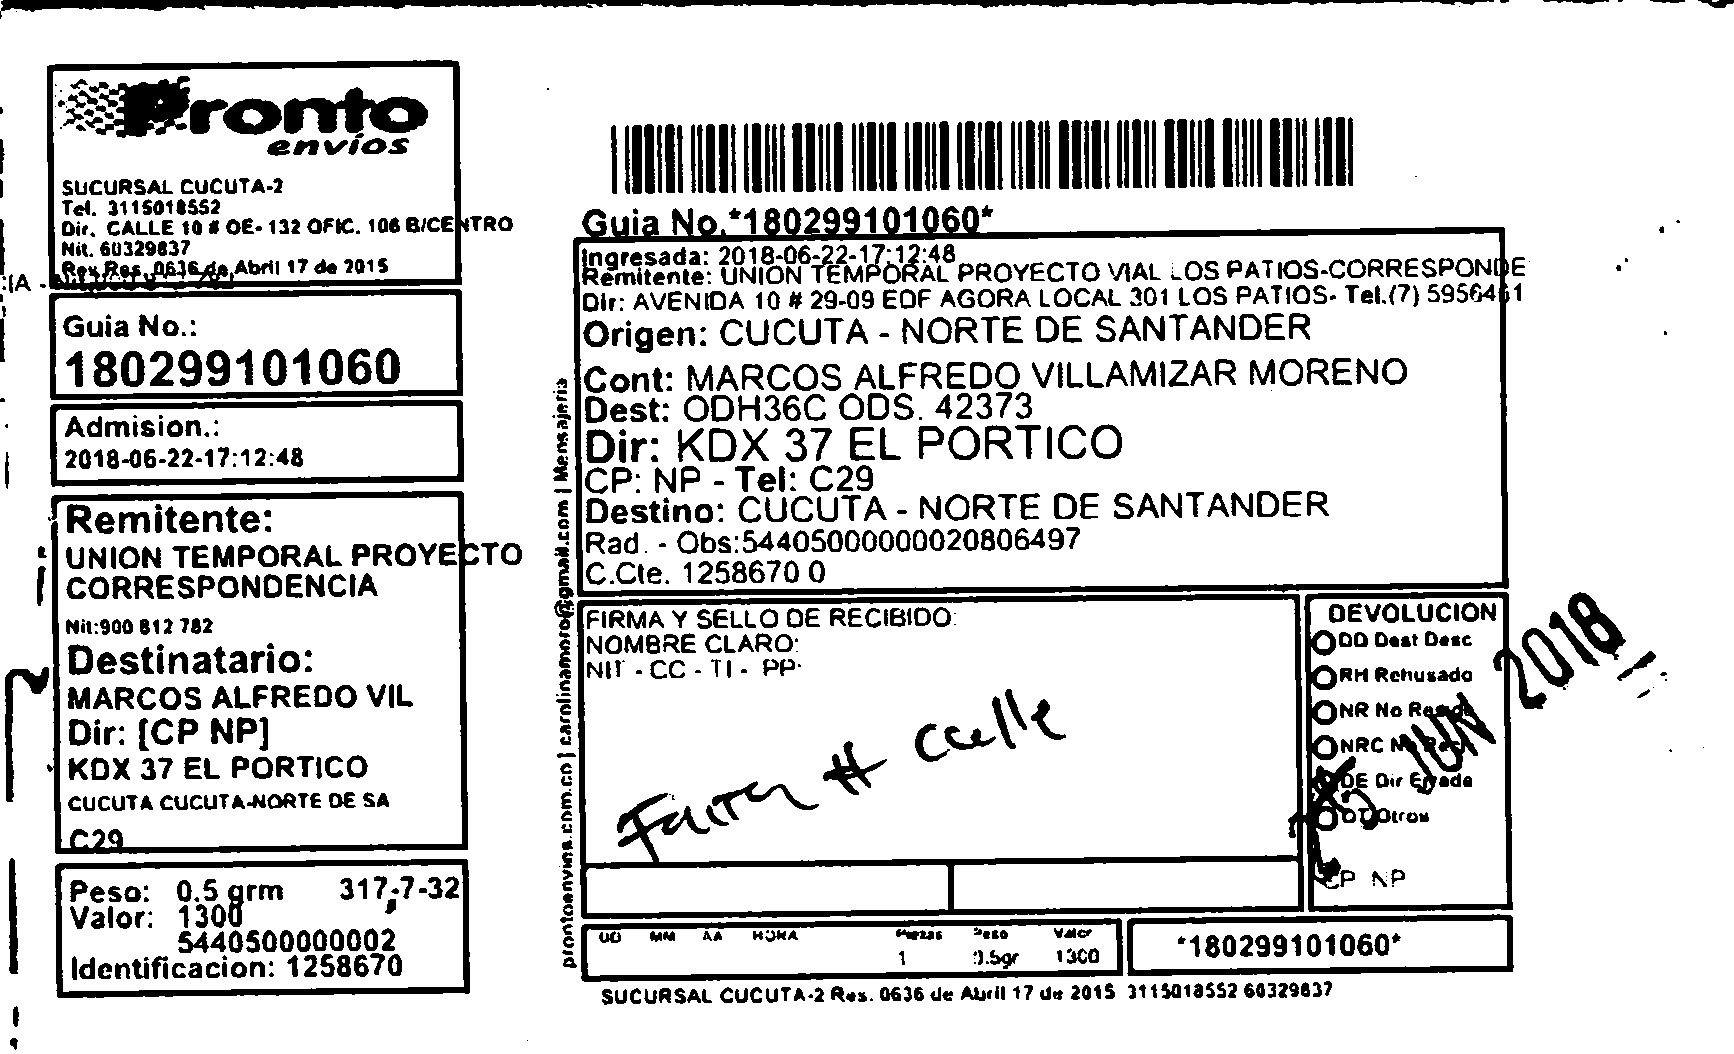 Pronto
envíos
SUCURSAL CUCUTA-2
Tel. 3115018552
Dir. CALLE 10 # OE- 132 OFIC. 106 B/CENTRO
Nit. 60329837
Rev Res. 0636 de Abril 17 de 2015
Guia No.:
180299101060
Admision.:
2018-06-22-17:12:48
Remitente:
UNION TEMPORAL PROYECTO
CORRESPONDENCIA
Nit:900 812 782
Destinatario:
MARCOS ALFREDO VIL
Dir: [CP NP]
KDX 37 EL PORTICO
CUCUTA CUCUTA-NORTE DE SA
C29
Peso: 0.5 grm 317-7-32
Valor: 1300
5440500000002
Identificacion: 1258670
prontoenvios.com.co | carolinamoro@gmail.com | Mensajeria
Guia No.*180299101060*
Ingresada: 2018-06-22-17:12:48
Remitente: UNION TEMPORAL PROYECTO VIAL LOS PATIOS-CORRESPONDE
Dir: AVENIDA 10 # 29-09 EDF AGORA LOCAL 301 LOS PATIOS- Tel.(7) 5956461
Origen: CUCUTA - NORTE DE SANTANDER
Cont: MARCOS ALFREDO VILLAMIZAR MORENO
Dest: ODH36C ODS. 42373
Dir: KDX 37 EL PORTICO
CP: NP - Tel: C29
Destino: CUCUTA - NORTE DE SANTANDER
Rad. - Obs:54405000000020806497
C.Cte. 1258670 0
FIRMA Y SELLO DE RECIBIDO:
NOMBRE CLARO:
NIT - CC - TI - PP:
Falta # calle
DEVOLUCION
DD Dest Desc
RH Rehusado
NR No Reside
NRC No Recl
DE Dir Errada
OT Otros
JUN 2018
CP NP
DD MM AA HORA Piezas Peso Valor
1 0.5gr 1300
*180299101060*
SUCURSAL CUCUTA-2 Res. 0636 de Abril 17 de 2015 3115018552 60329837